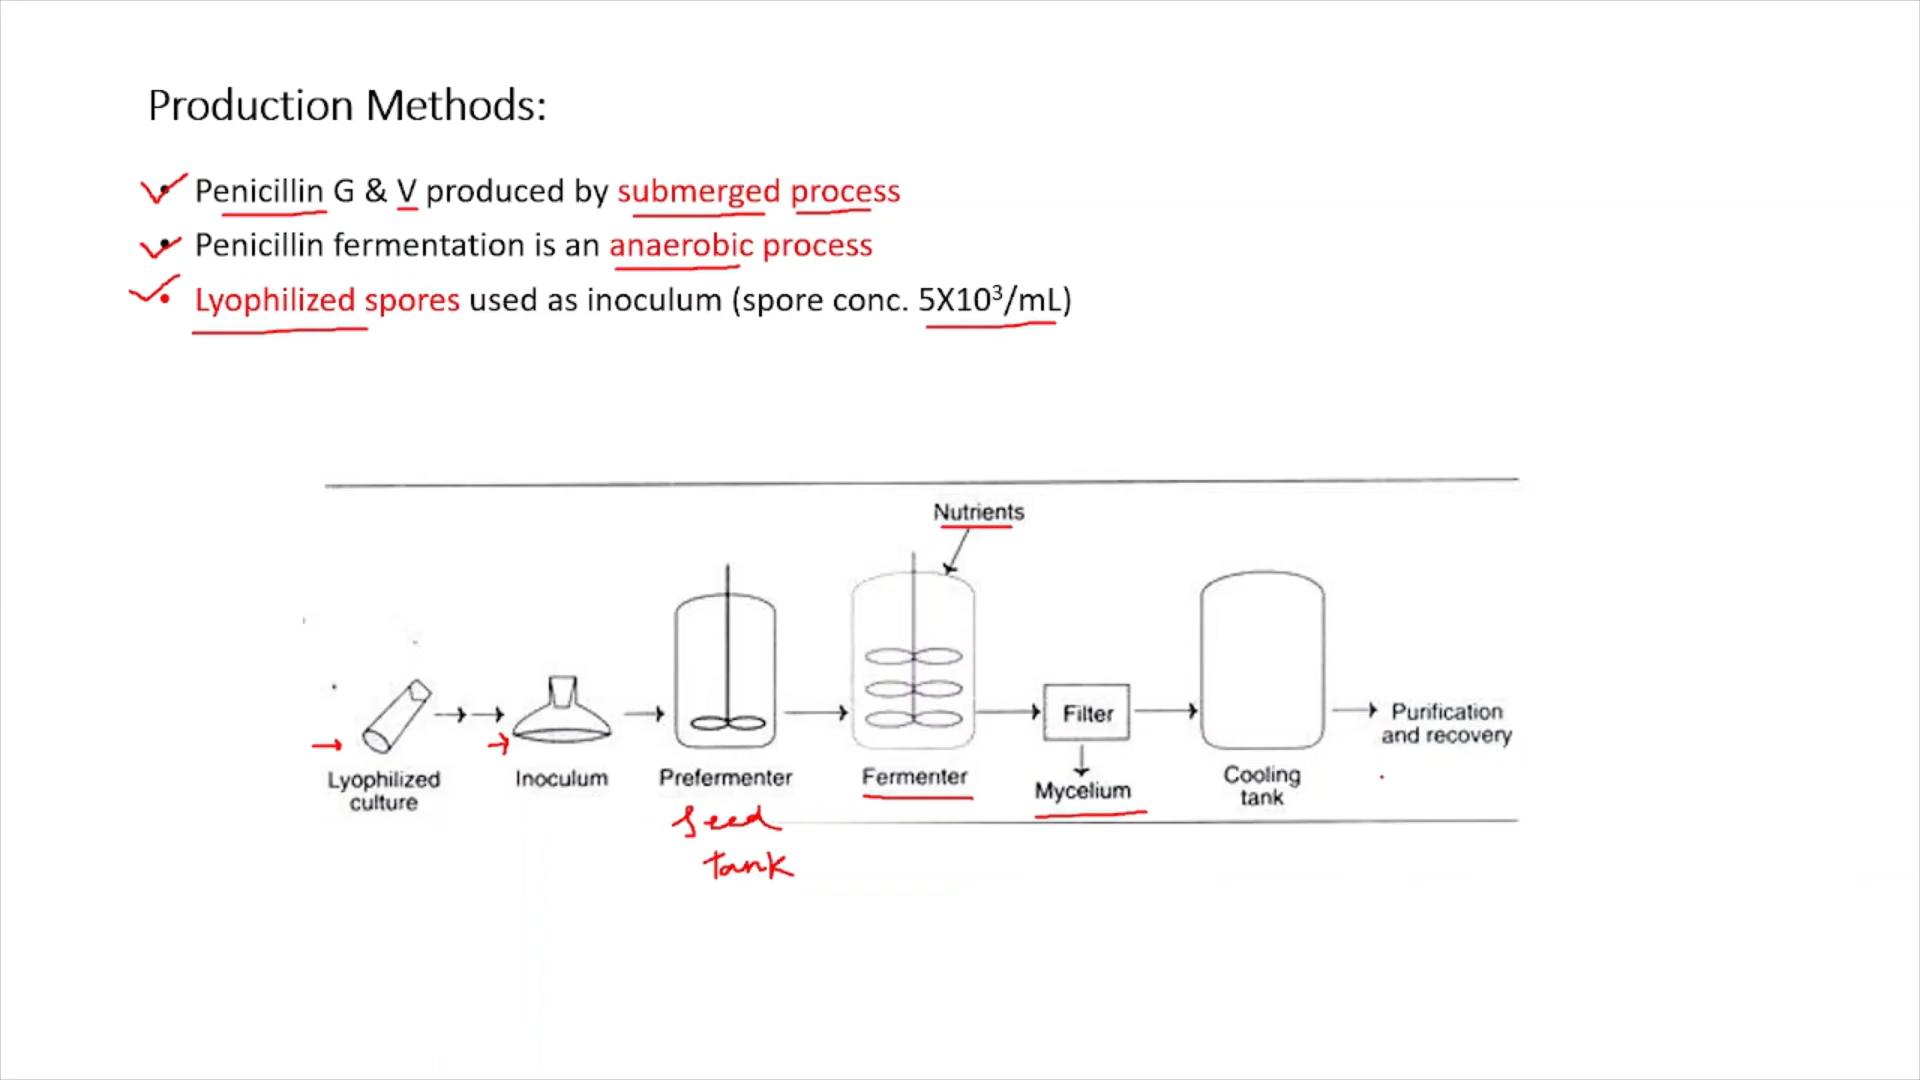 Production Methods:
• Penicillin G & V produced by submerged process
• Penicillin fermentation is an anaerobic process
• Lyophilized spores used as inoculum (spore conc. 5X10³/mL)
Nutrients
Filter
Purification
and recovery
Lyophilized
culture
Inoculum
Prefermenter
Fermenter
Mycelium
Cooling
tank
Seed
tank